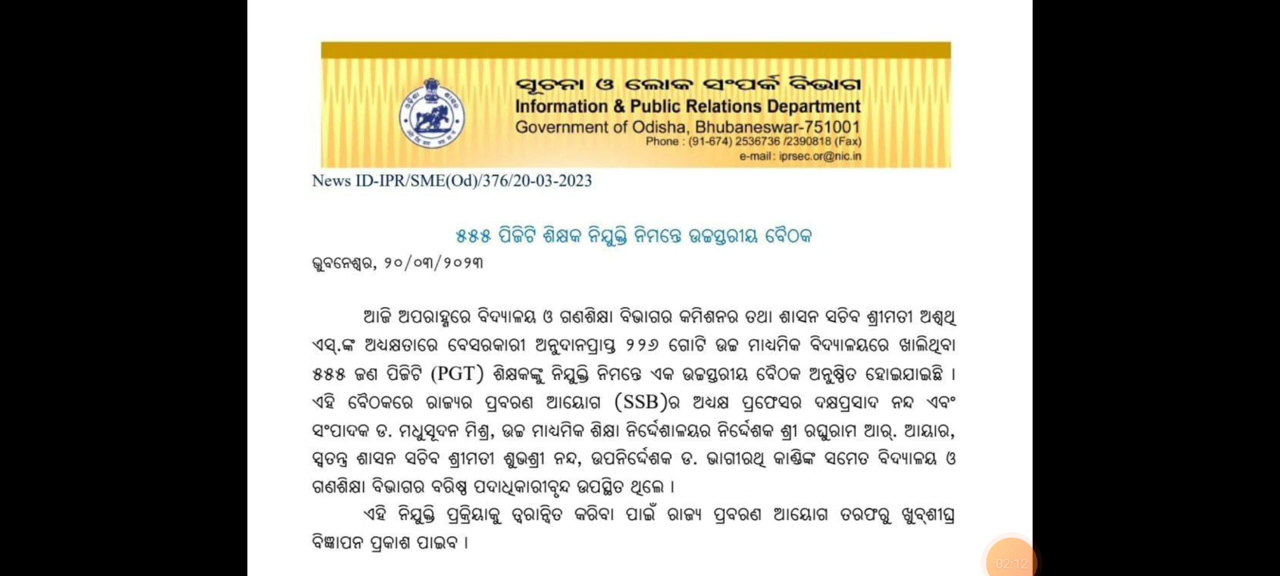 ସୂଚନା ଓ ଲୋକ ସଂପର୍କ ବିଭାଗ
Information & Public Relations Department
Government of Odisha, Bhubaneswar-751001
Phone : (91-674) 2536736 /2390818 (Fax)
e-mail: iprsec.or@nic.in
News ID-IPR/SME(Od)/376/20-03-2023
୫୫୫ ପିଜିଟି ଶିକ୍ଷକ ନିଯୁକ୍ତି ନିମନ୍ତେ ଉଚ୍ଚସ୍ତରୀୟ ବୈଠକ
ଭୁବନେଶ୍ୱର, ୨୦/୦୩/୨୦୨୩
ଆଜି ଅପରାହ୍ଣରେ ବିଦ୍ୟାଳୟ ଓ ଗଣଶିକ୍ଷା ବିଭାଗର କମିଶନର ତଥା ଶାସନ ସଚିବ ଶ୍ରୀମତୀ ଅଶ୍ୱଥି
ଏସ୍.ଙ୍କ ଅଧ୍ୟକ୍ଷତାରେ ବେସରକାରୀ ଅନୁଦାନପ୍ରାପ୍ତ ୨୨୬ ଗୋଟି ଉଚ୍ଚ ମାଧ୍ୟମିକ ବିଦ୍ୟାଳୟରେ ଖାଲିଥିବା
୫୫୫ ଜଣ ପିଜିଟି (PGT) ଶିକ୍ଷକଙ୍କୁ ନିଯୁକ୍ତି ନିମନ୍ତେ ଏକ ଉଚ୍ଚସ୍ତରୀୟ ବୈଠକ ଅନୁଷ୍ଠିତ ହୋଇଯାଇଛି ।
ଏହି ବୈଠକରେ ରାଜ୍ୟର ପ୍ରବରଣ ଆୟୋଗ (SSB)ର ଅଧ୍ୟକ୍ଷ ପ୍ରଫେସର ଦକ୍ଷପ୍ରସାଦ ନନ୍ଦ ଏବଂ
ସଂପାଦକ ଡ. ମଧୁସୂଦନ ମିଶ୍ର, ଉଚ୍ଚ ମାଧ୍ୟମିକ ଶିକ୍ଷା ନିର୍ଦ୍ଦେଶାଳୟର ନିର୍ଦ୍ଦେଶକ ଶ୍ରୀ ରଘୁରାମ ଆର୍. ଆୟାର,
ସ୍ୱତନ୍ତ୍ର ଶାସନ ସଚିବ ଶ୍ରୀମତୀ ଶୁଭଶ୍ରୀ ନନ୍ଦ, ଉପନିର୍ଦ୍ଦେଶକ ଡ. ଭାଗୀରଥି କାଣ୍ଡିଙ୍କ ସମେତ ବିଦ୍ୟାଳୟ ଓ
ଗଣଶିକ୍ଷା ବିଭାଗର ବରିଷ୍ଠ ପଦାଧିକାରୀବୃନ୍ଦ ଉପସ୍ଥିତ ଥିଲେ ।
ଏହି ନିଯୁକ୍ତି ପ୍ରକ୍ରିୟାକୁ ତ୍ୱରାନ୍ୱିତ କରିବା ପାଇଁ ରାଜ୍ୟ ପ୍ରବରଣ ଆୟୋଗ ତରଫରୁ ଖୁବ୍‌ଶୀଘ୍ର
ବିଜ୍ଞାପନ ପ୍ରକାଶ ପାଇବ ।
02:12